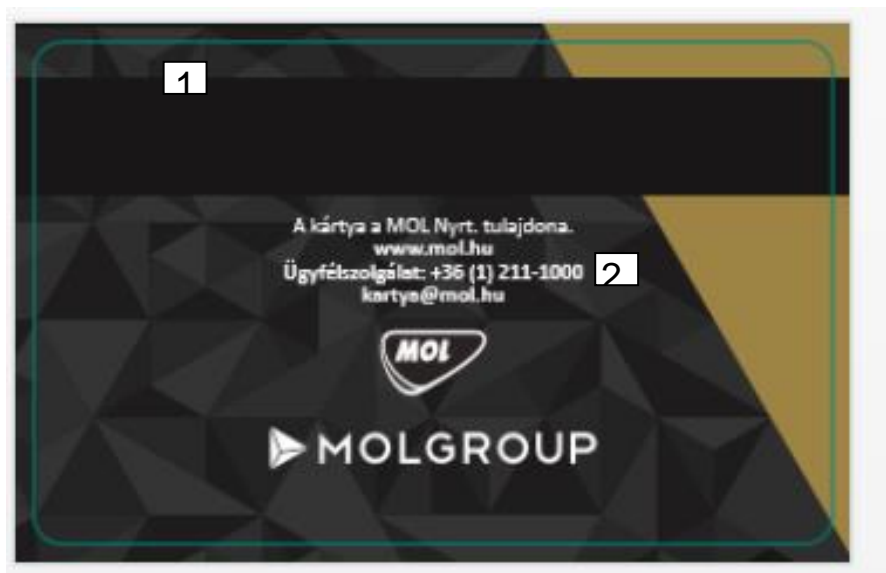 1
A kártya a MOL Nyrt. tulajdona.
www.mol.hu
Ügyfélszolgálat: +36 (1) 211-1000
2
kartya@mol.hu
MOL
MOLGROUP